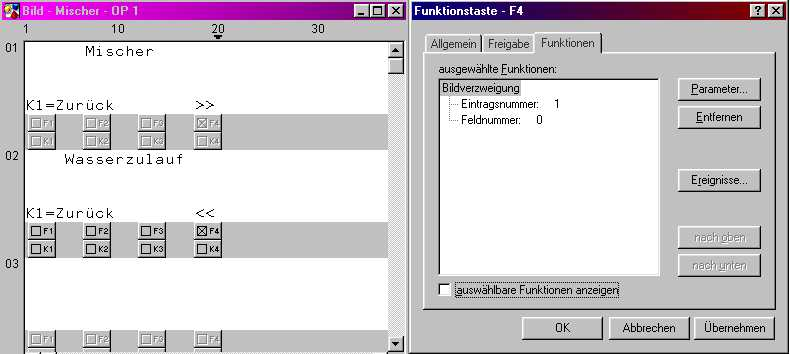 Bild - Mischer - OP 1
1 10 20 30
01 Mischer
K1=Zurück >>
F1 F2 F3 F4
K1 K2 K3 K4
02 Wasserzulauf
K1=Zurück <<
F1 F2 F3 F4
K1 K2 K3 K4
03
F1 F2 F3 F4
Funktionstaste - F4
Allgemein Freigabe Funktionen
ausgewählte Funktionen:
Bildverzweigung
Eintragsnummer: 1
Feldnummer: 0
Parameter...
Entfernen
Ereignisse...
nach oben
nach unten
auswählbare Funktionen anzeigen
OK Abbrechen Übernehmen